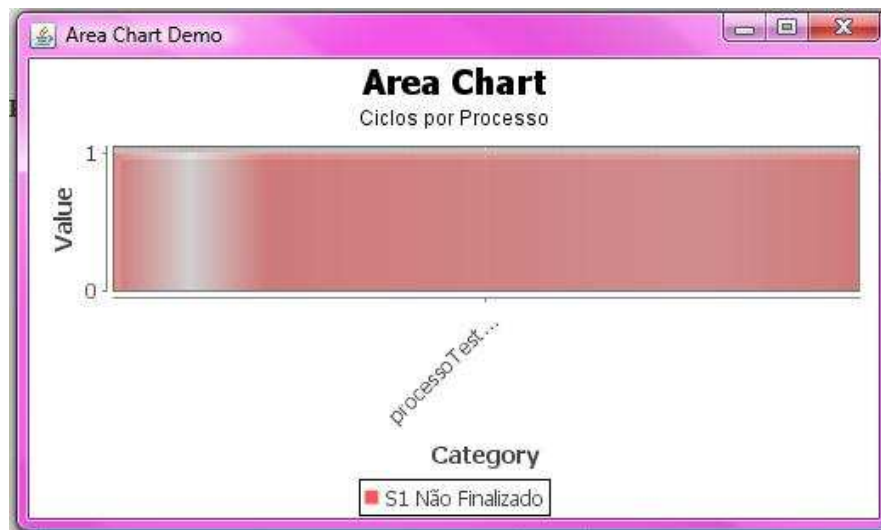 Area Chart Demo
Area Chart
Ciclos por Processo
1
Value
0
processoTest...
Category
S1 Não Finalizado